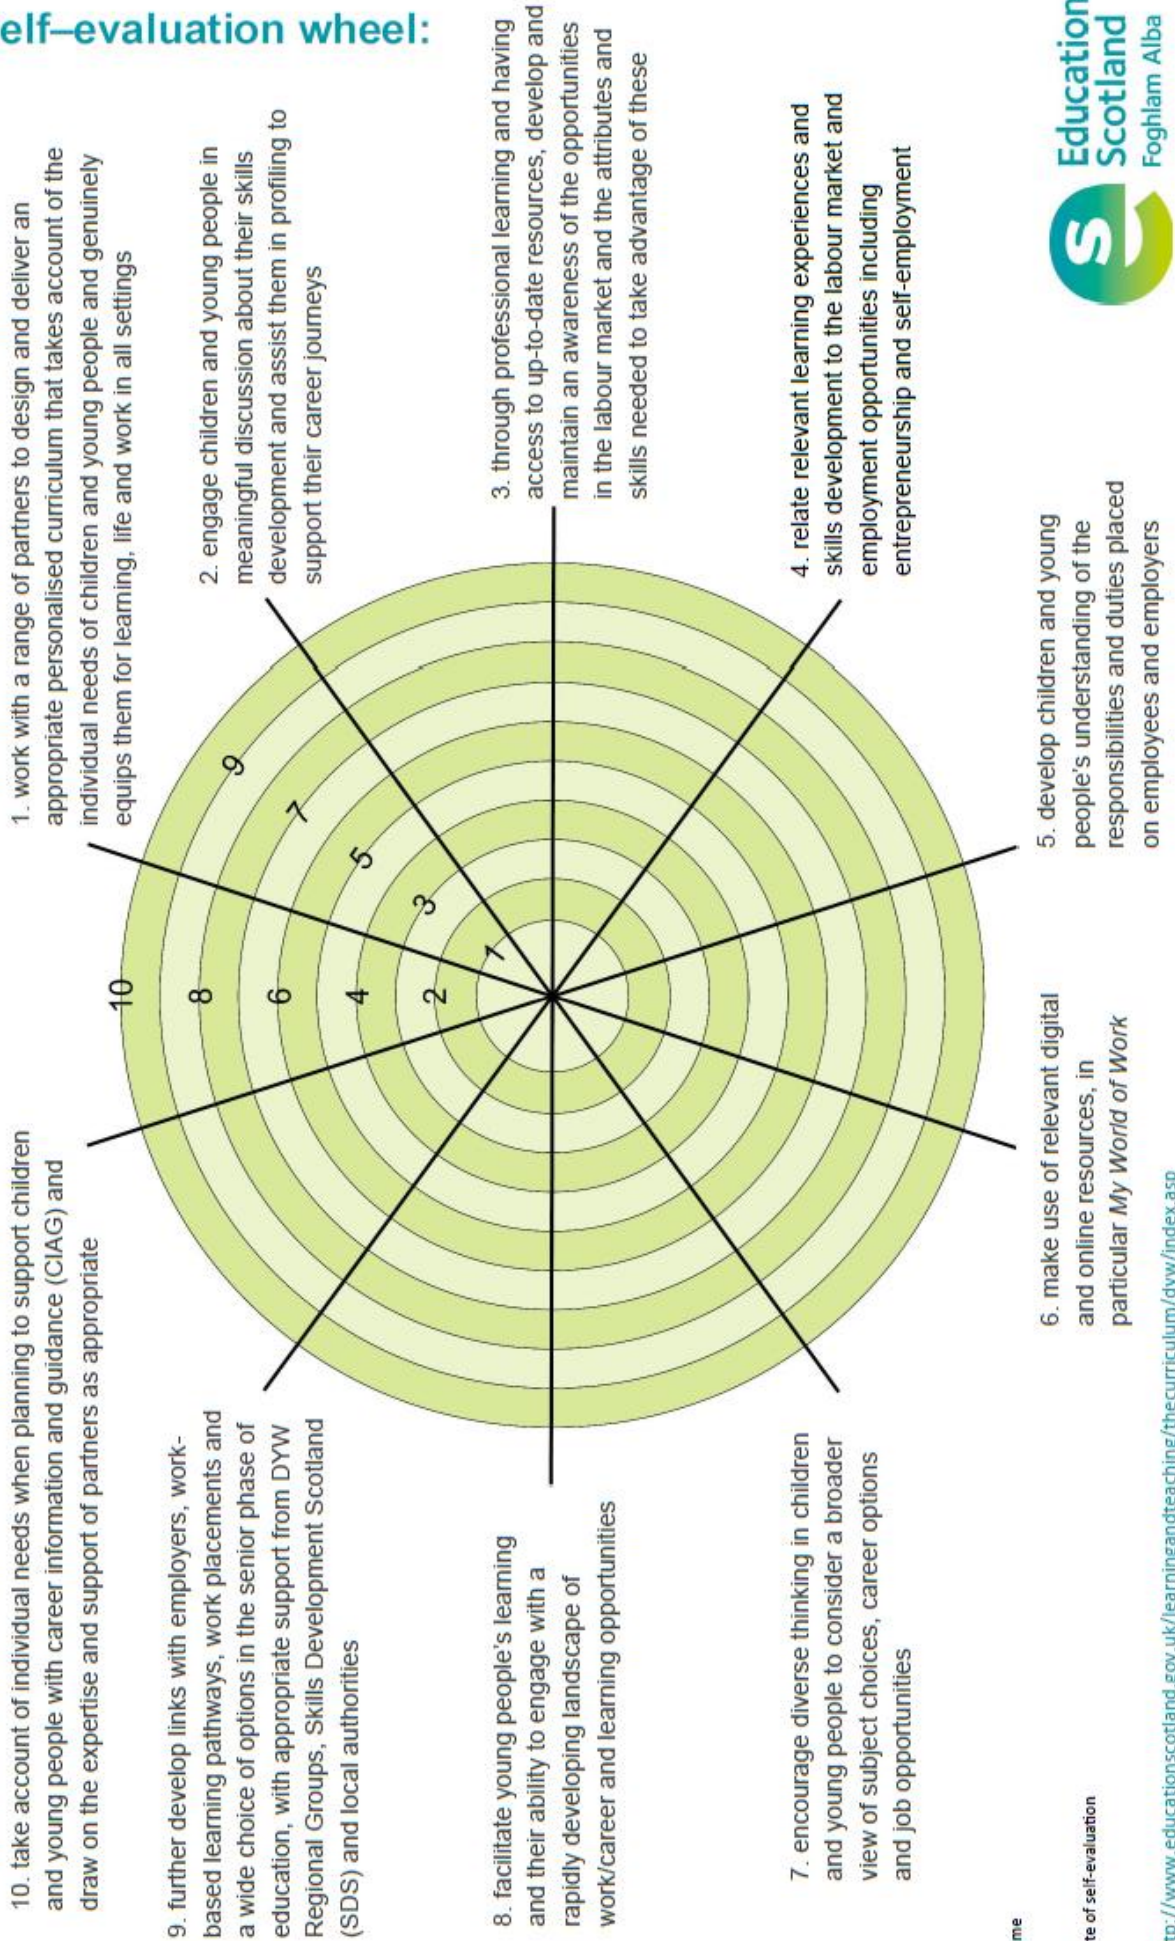 elf–evaluation wheel:
1. work with a range of partners to design and deliver an
appropriate personalised curriculum that takes account of the
individual needs of children and young people and genuinely
equips them for learning, life and work in all settings
2. engage children and young people in
meaningful discussion about their skills
development and assist them in profiling to
support their career journeys
3. through professional learning and having
access to up-to-date resources, develop and
maintain an awareness of the opportunities
in the labour market and the attributes and
skills needed to take advantage of these
4. relate relevant learning experiences and
skills development to the labour market and
employment opportunities including
entrepreneurship and self-employment
5. develop children and young
people's understanding of the
responsibilities and duties placed
on employees and employers
6. make use of relevant digital
and online resources, in
particular My World of Work
7. encourage diverse thinking in children
and young people to consider a broader
view of subject choices, career options
and job opportunities
8. facilitate young people's learning
and their ability to engage with a
rapidly developing landscape of
work/career and learning opportunities
9. further develop links with employers, work-
based learning pathways, work placements and
a wide choice of options in the senior phase of
education, with appropriate support from DYW
Regional Groups, Skills Development Scotland
(SDS) and local authorities
10. take account of individual needs when planning to support children
and young people with career information and guidance (CIAG) and
draw on the expertise and support of partners as appropriate
10
9
8
7
6
5
4
3
2
1
me
te of self-evaluation
tp://www.educationscotland.gov.uk/learningandteaching/thecurriculum/dyw/index.asp
Education
Scotland
Foghlam Alba